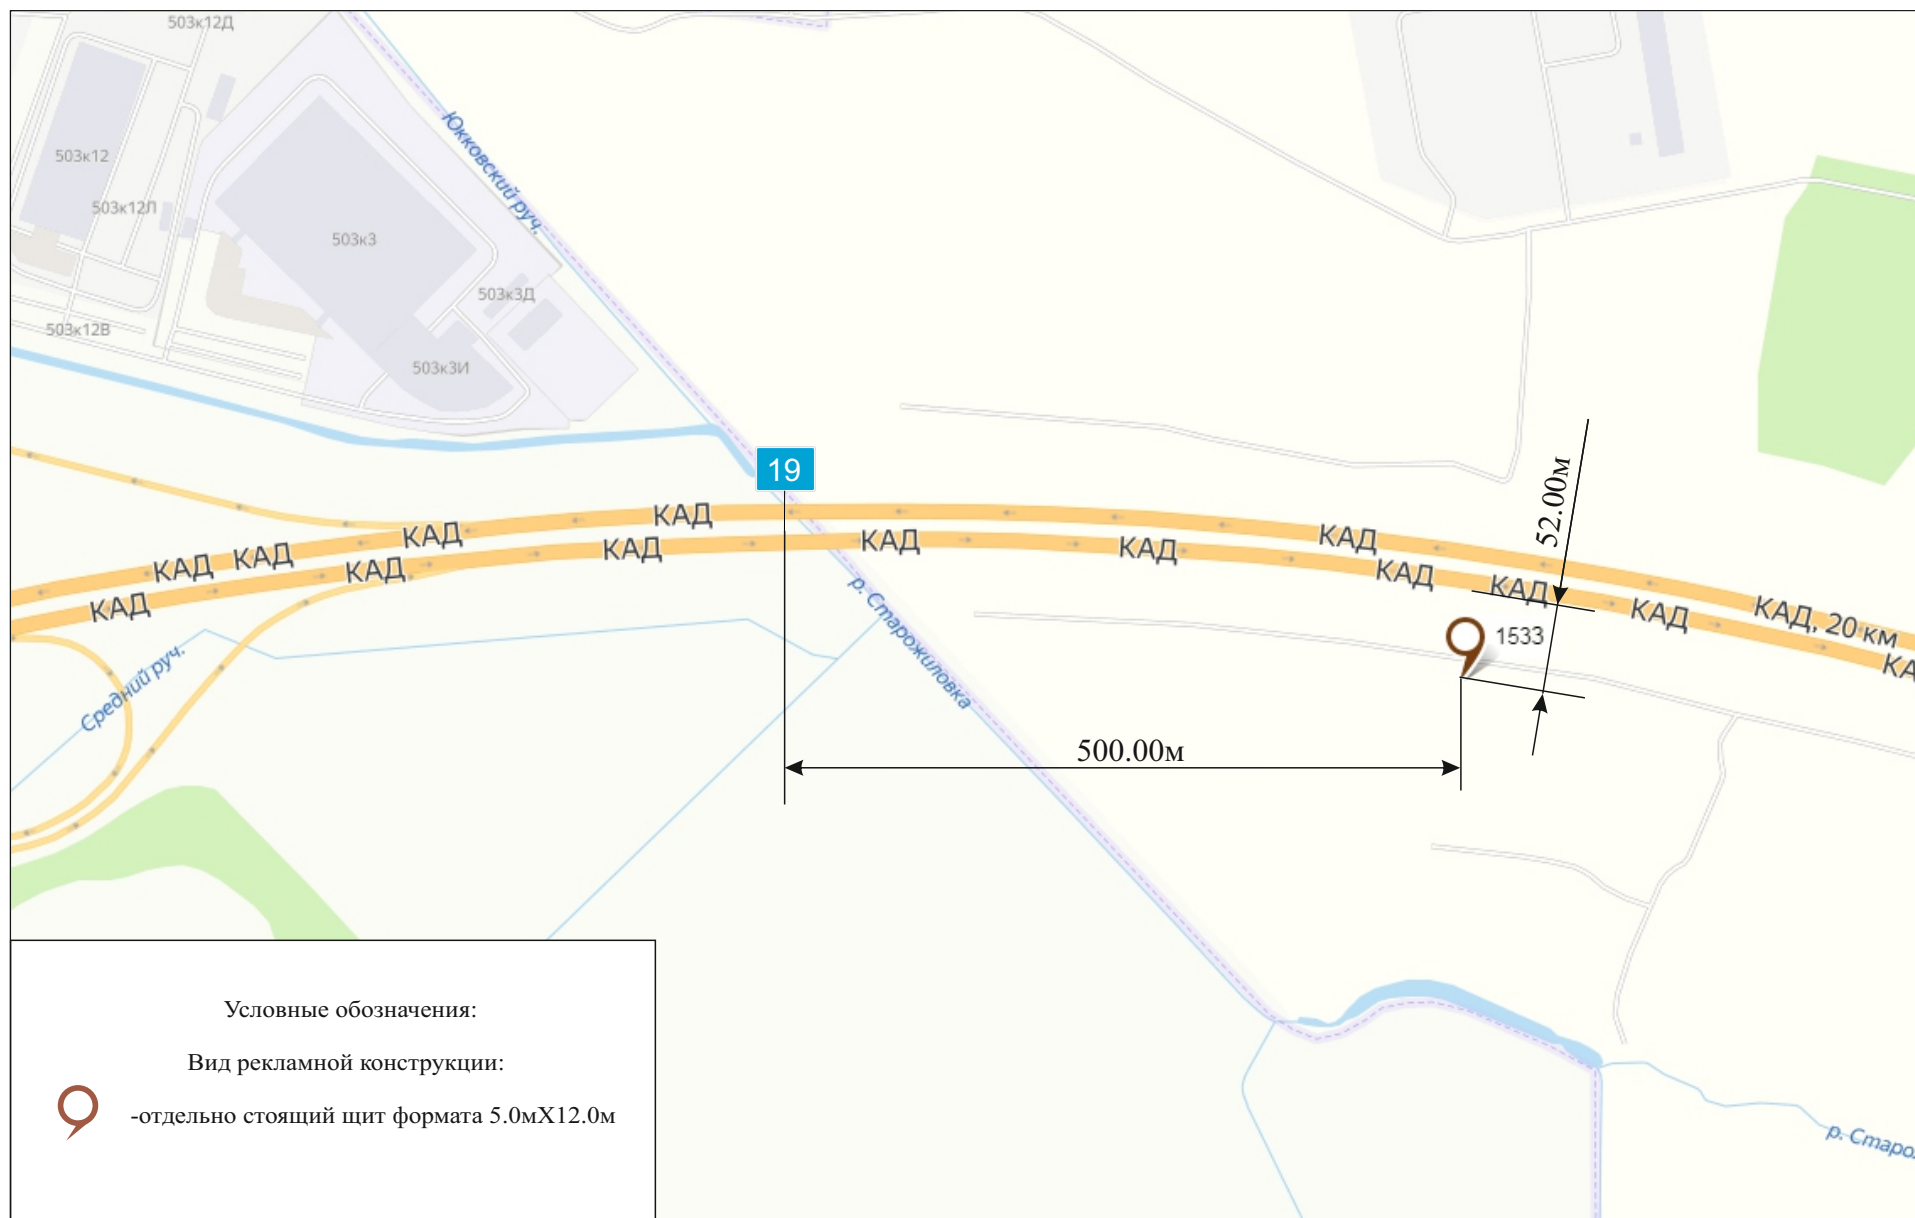 503к12Д
Юкковский руч.
503к12
503к12Л
503к3
503к3Д
503к12В
503к3И
19
52.00м
КАД
КАД
КАД
КАД
КАД
КАД
КАД
КАД
КАД
КАД
КАД
КАД
КАД
КАД
КАД, 20 км
КА
р. Старожиловка
1533
Средний руч.
500.00м
Условные обозначения:
Вид рекламной конструкции:
-отдельно стоящий щит формата 5.0мХ12.0м
р. Старо